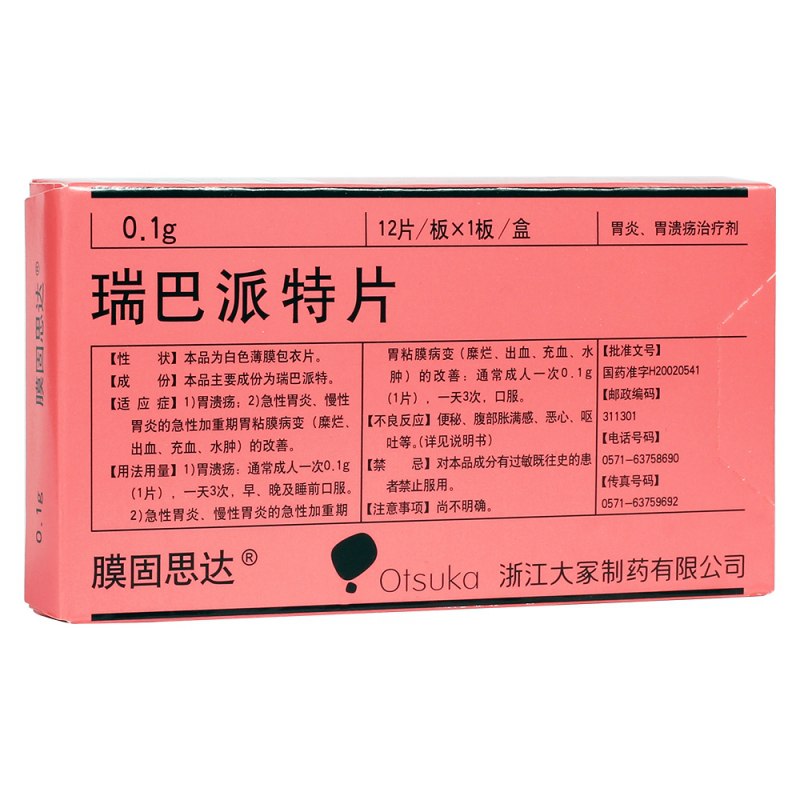 0.1g
12片/板×1板/盒
胃炎、胃溃疡治疗剂
瑞巴派特片
【性 状】本品为白色薄膜包衣片。
【成 份】本品主要成份为瑞巴派特。
【适 应 症】1)胃溃疡；2)急性胃炎、慢性
胃炎的急性加重期胃粘膜病变（糜烂、
出血、充血、水肿）的改善。
【用法用量】1)胃溃疡：通常成人一次0.1g
（1片），一天3次，早、晚及睡前口服。
2)急性胃炎、慢性胃炎的急性加重期
胃粘膜病变（糜烂、出血、充血、水
肿）的改善：通常成人一次0.1g
（1片），一天3次，口服。
【不良反应】便秘、腹部胀满感、恶心、呕
吐等。(详见说明书)
【禁 忌】对本品成分有过敏既往史的患
者禁止服用。
【注意事项】尚不明确。
【批准文号】
国药准字H20020541
【邮政编码】
311301
【电话号码】
0571-63758690
【传真号码】
0571-63759692
膜固思达®
Otsuka 浙江大冢制药有限公司
膜固思达®
0.1g